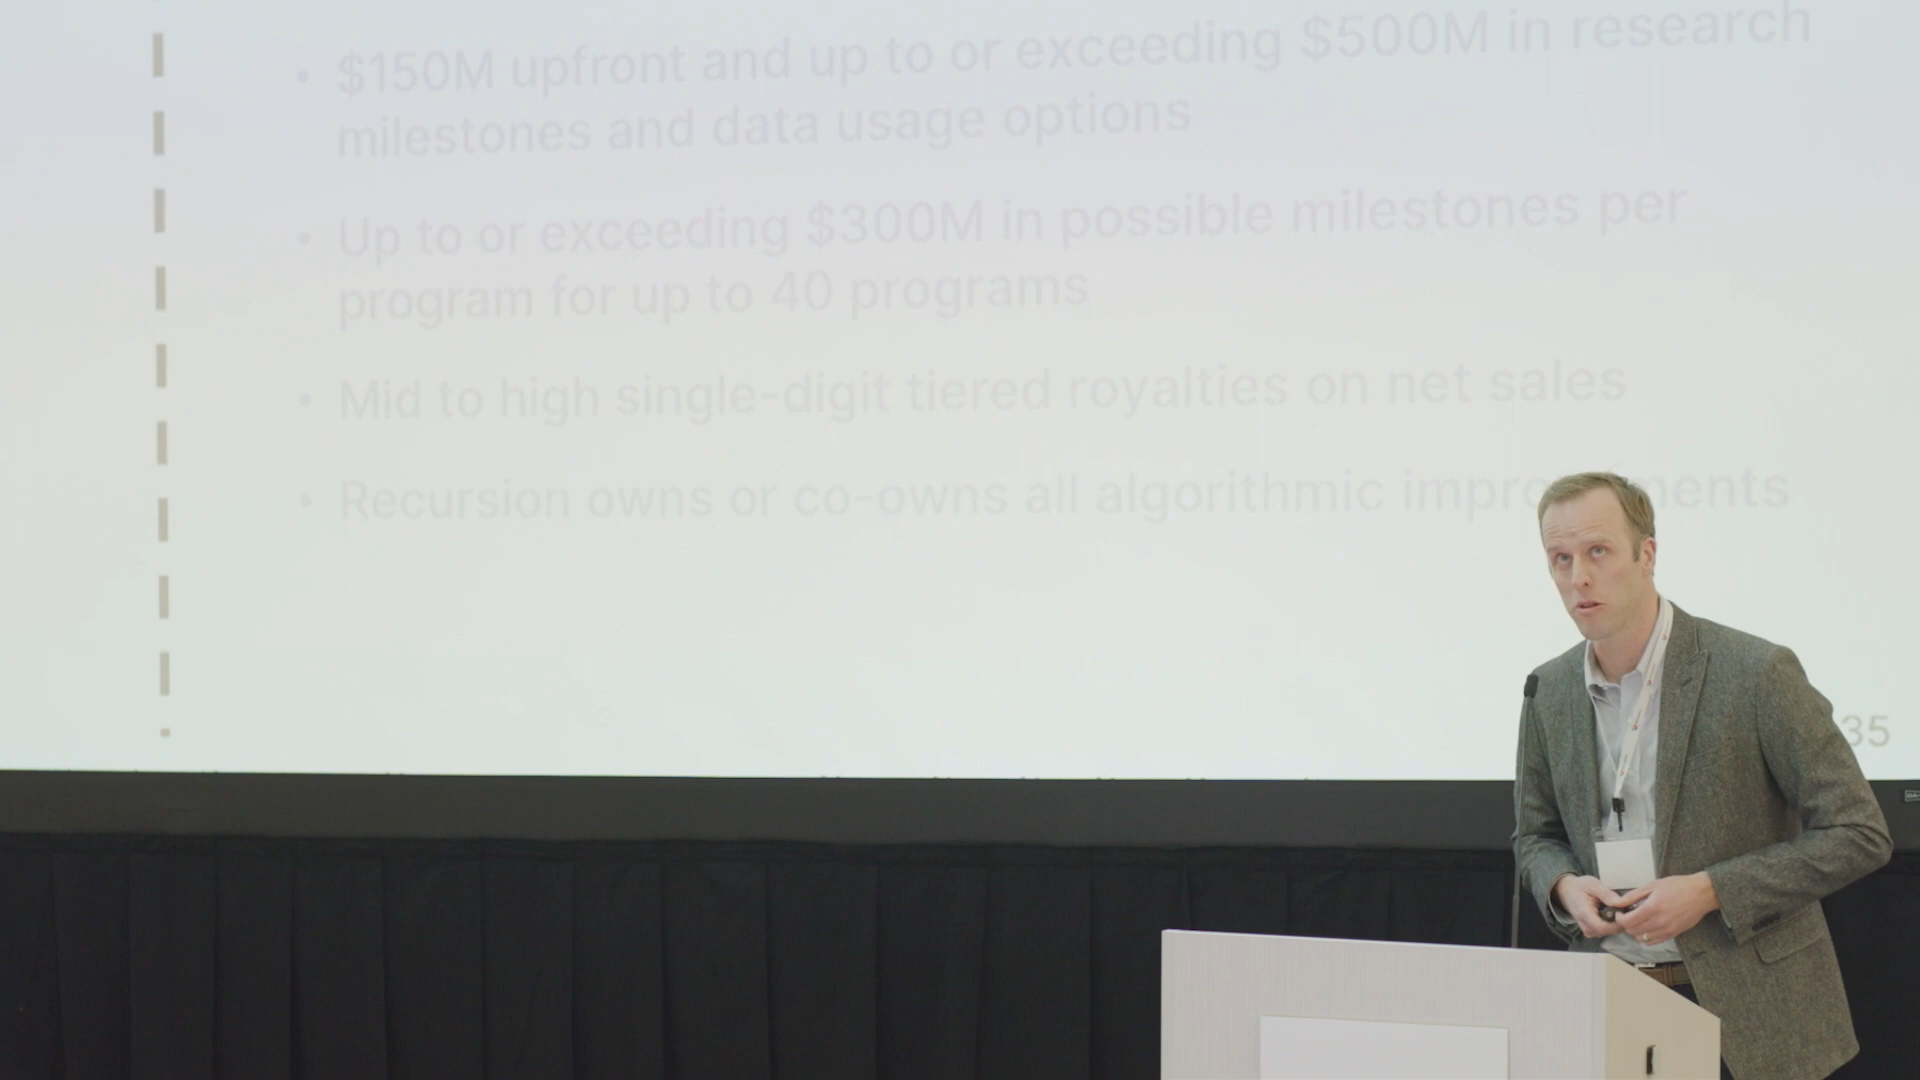 • $150M upfront and up to or exceeding $500M in research
milestones and data usage options
• Up to or exceeding $300M in possible milestones per
program for up to 40 programs
• Mid to high single-digit tiered royalties on net sales
• Recursion owns or co-owns all algorithmic
35